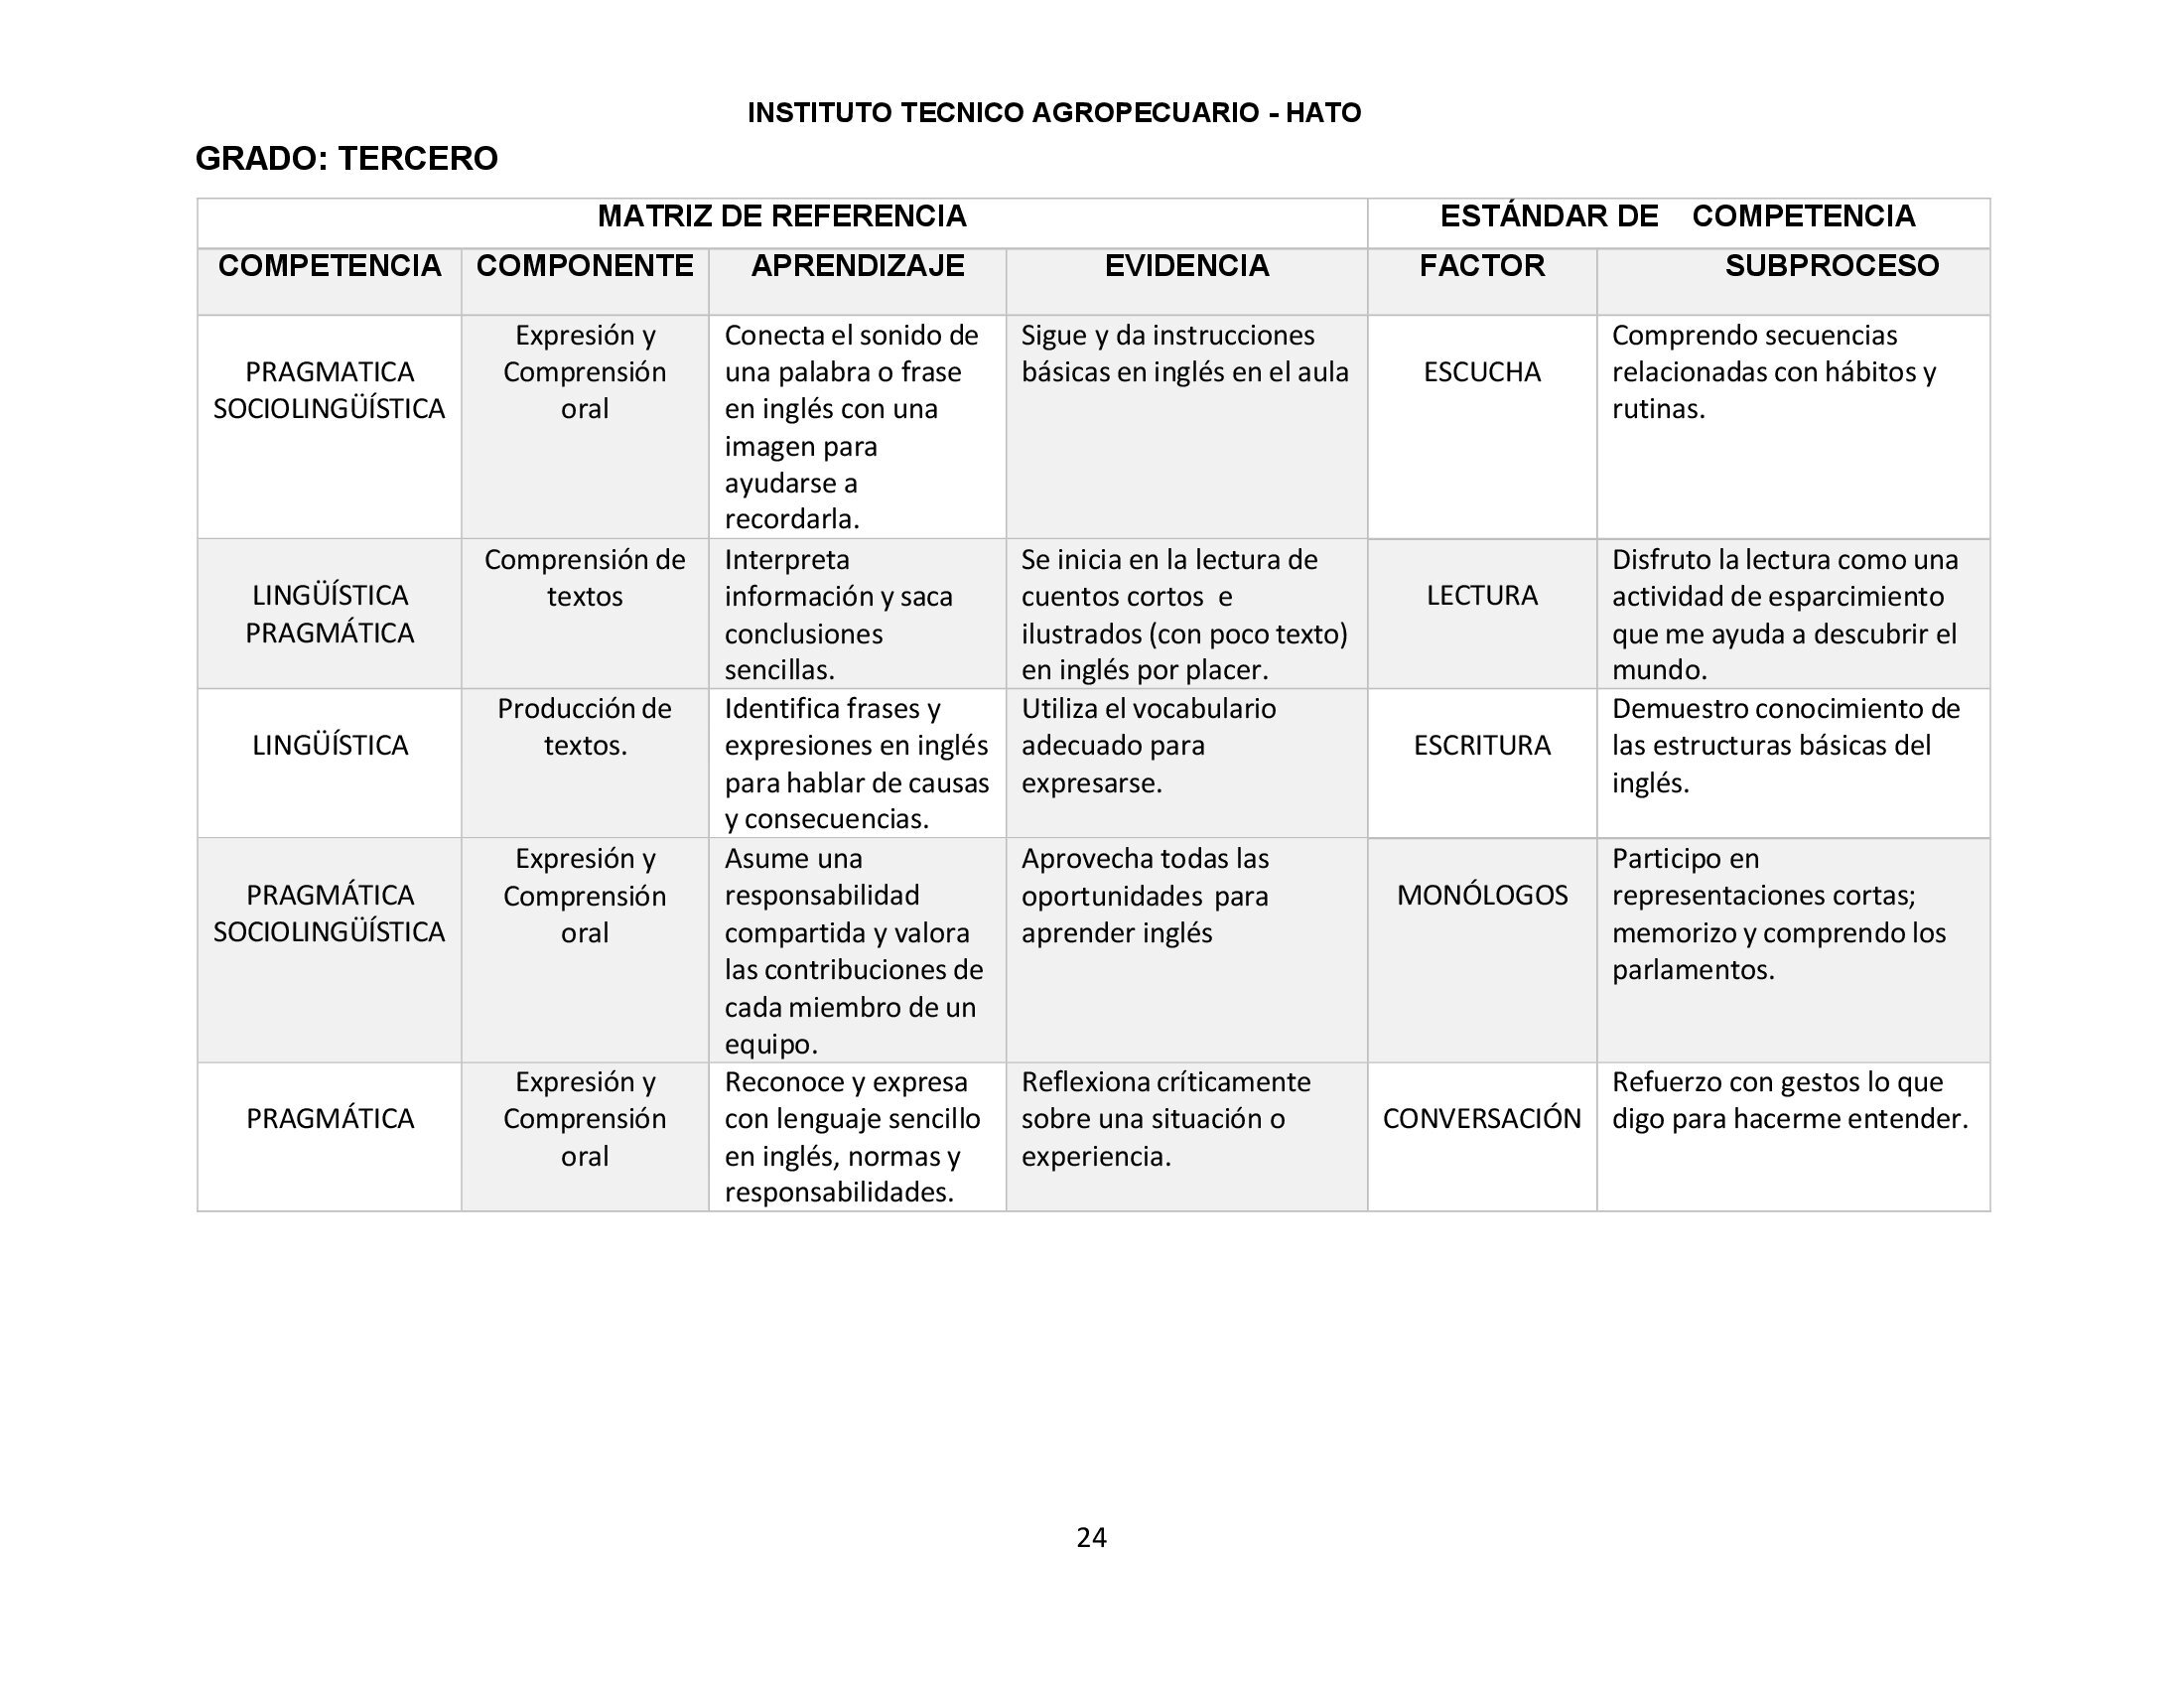 INSTITUTO TECNICO AGROPECUARIO - HATO
GRADO: TERCERO
MATRIZ DE REFERENCIA
ESTÁNDAR DE COMPETENCIA
COMPETENCIA
COMPONENTE
APRENDIZAJE
EVIDENCIA
FACTOR
SUBPROCESO
PRAGMATICA
SOCIOLINGÜÍSTICA
Expresión y
Comprensión
oral
Conecta el sonido de
una palabra o frase
en inglés con una
imagen para
ayudarse a
recordarla.
Sigue y da instrucciones
básicas en inglés en el aula
ESCUCHA
Comprendo secuencias
relacionadas con hábitos y
rutinas.
LINGÜÍSTICA
PRAGMÁTICA
Comprensión de
textos
Interpreta
información y saca
conclusiones
sencillas.
Se inicia en la lectura de
cuentos cortos e
ilustrados (con poco texto)
en inglés por placer.
LECTURA
Disfruto la lectura como una
actividad de esparcimiento
que me ayuda a descubrir el
mundo.
LINGÜÍSTICA
Producción de
textos.
Identifica frases y
expresiones en inglés
para hablar de causas
y consecuencias.
Utiliza el vocabulario
adecuado para
expresarse.
ESCRITURA
Demuestro conocimiento de
las estructuras básicas del
inglés.
PRAGMÁTICA
SOCIOLINGÜÍSTICA
Expresión y
Comprensión
oral
Asume una
responsabilidad
compartida y valora
las contribuciones de
cada miembro de un
equipo.
Aprovecha todas las
oportunidades para
aprender inglés
MONÓLOGOS
Participo en
representaciones cortas;
memorizo y comprendo los
parlamentos.
PRAGMÁTICA
Expresión y
Comprensión
oral
Reconoce y expresa
con lenguaje sencillo
en inglés, normas y
responsabilidades.
Reflexiona críticamente
sobre una situación o
experiencia.
CONVERSACIÓN
Refuerzo con gestos lo que
digo para hacerme entender.
24